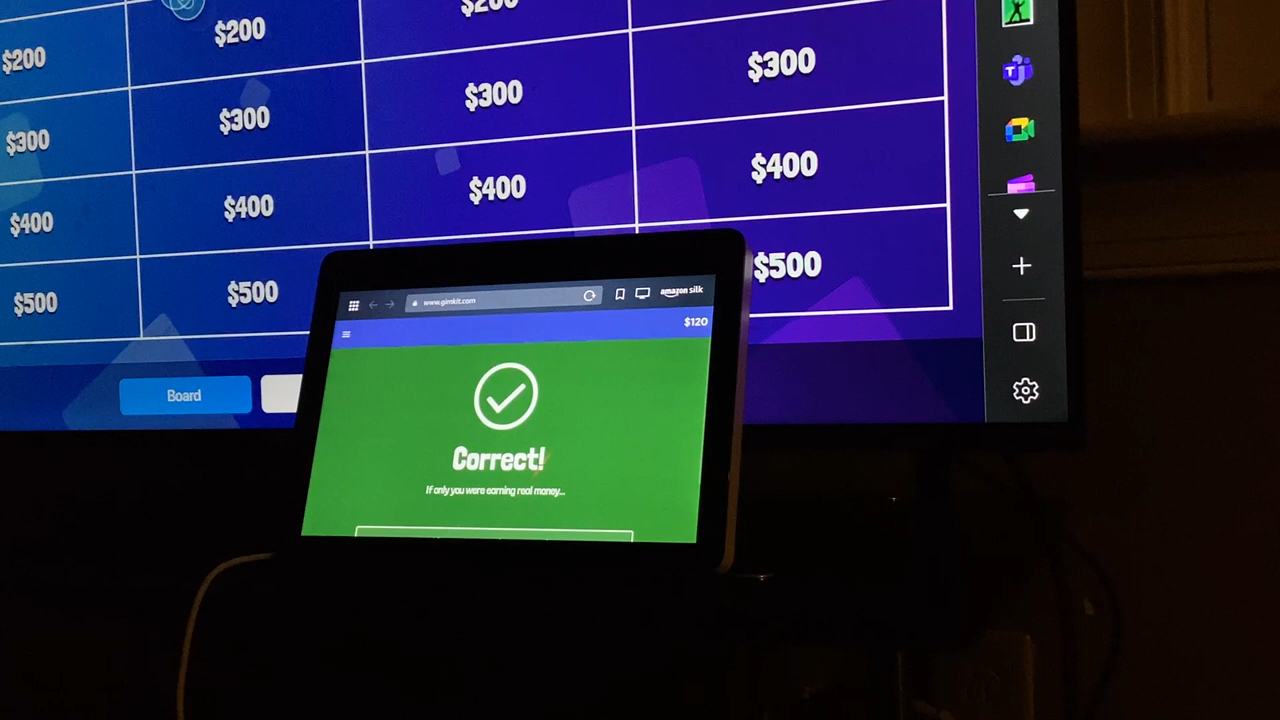 $200 $200 $200
$300 $300 $300 $300
$400 $400 $400 $400
$500 $500 $500
Board
T
www.gimkit.com amazon silk
$120
Correct!
If only you were earning real money...